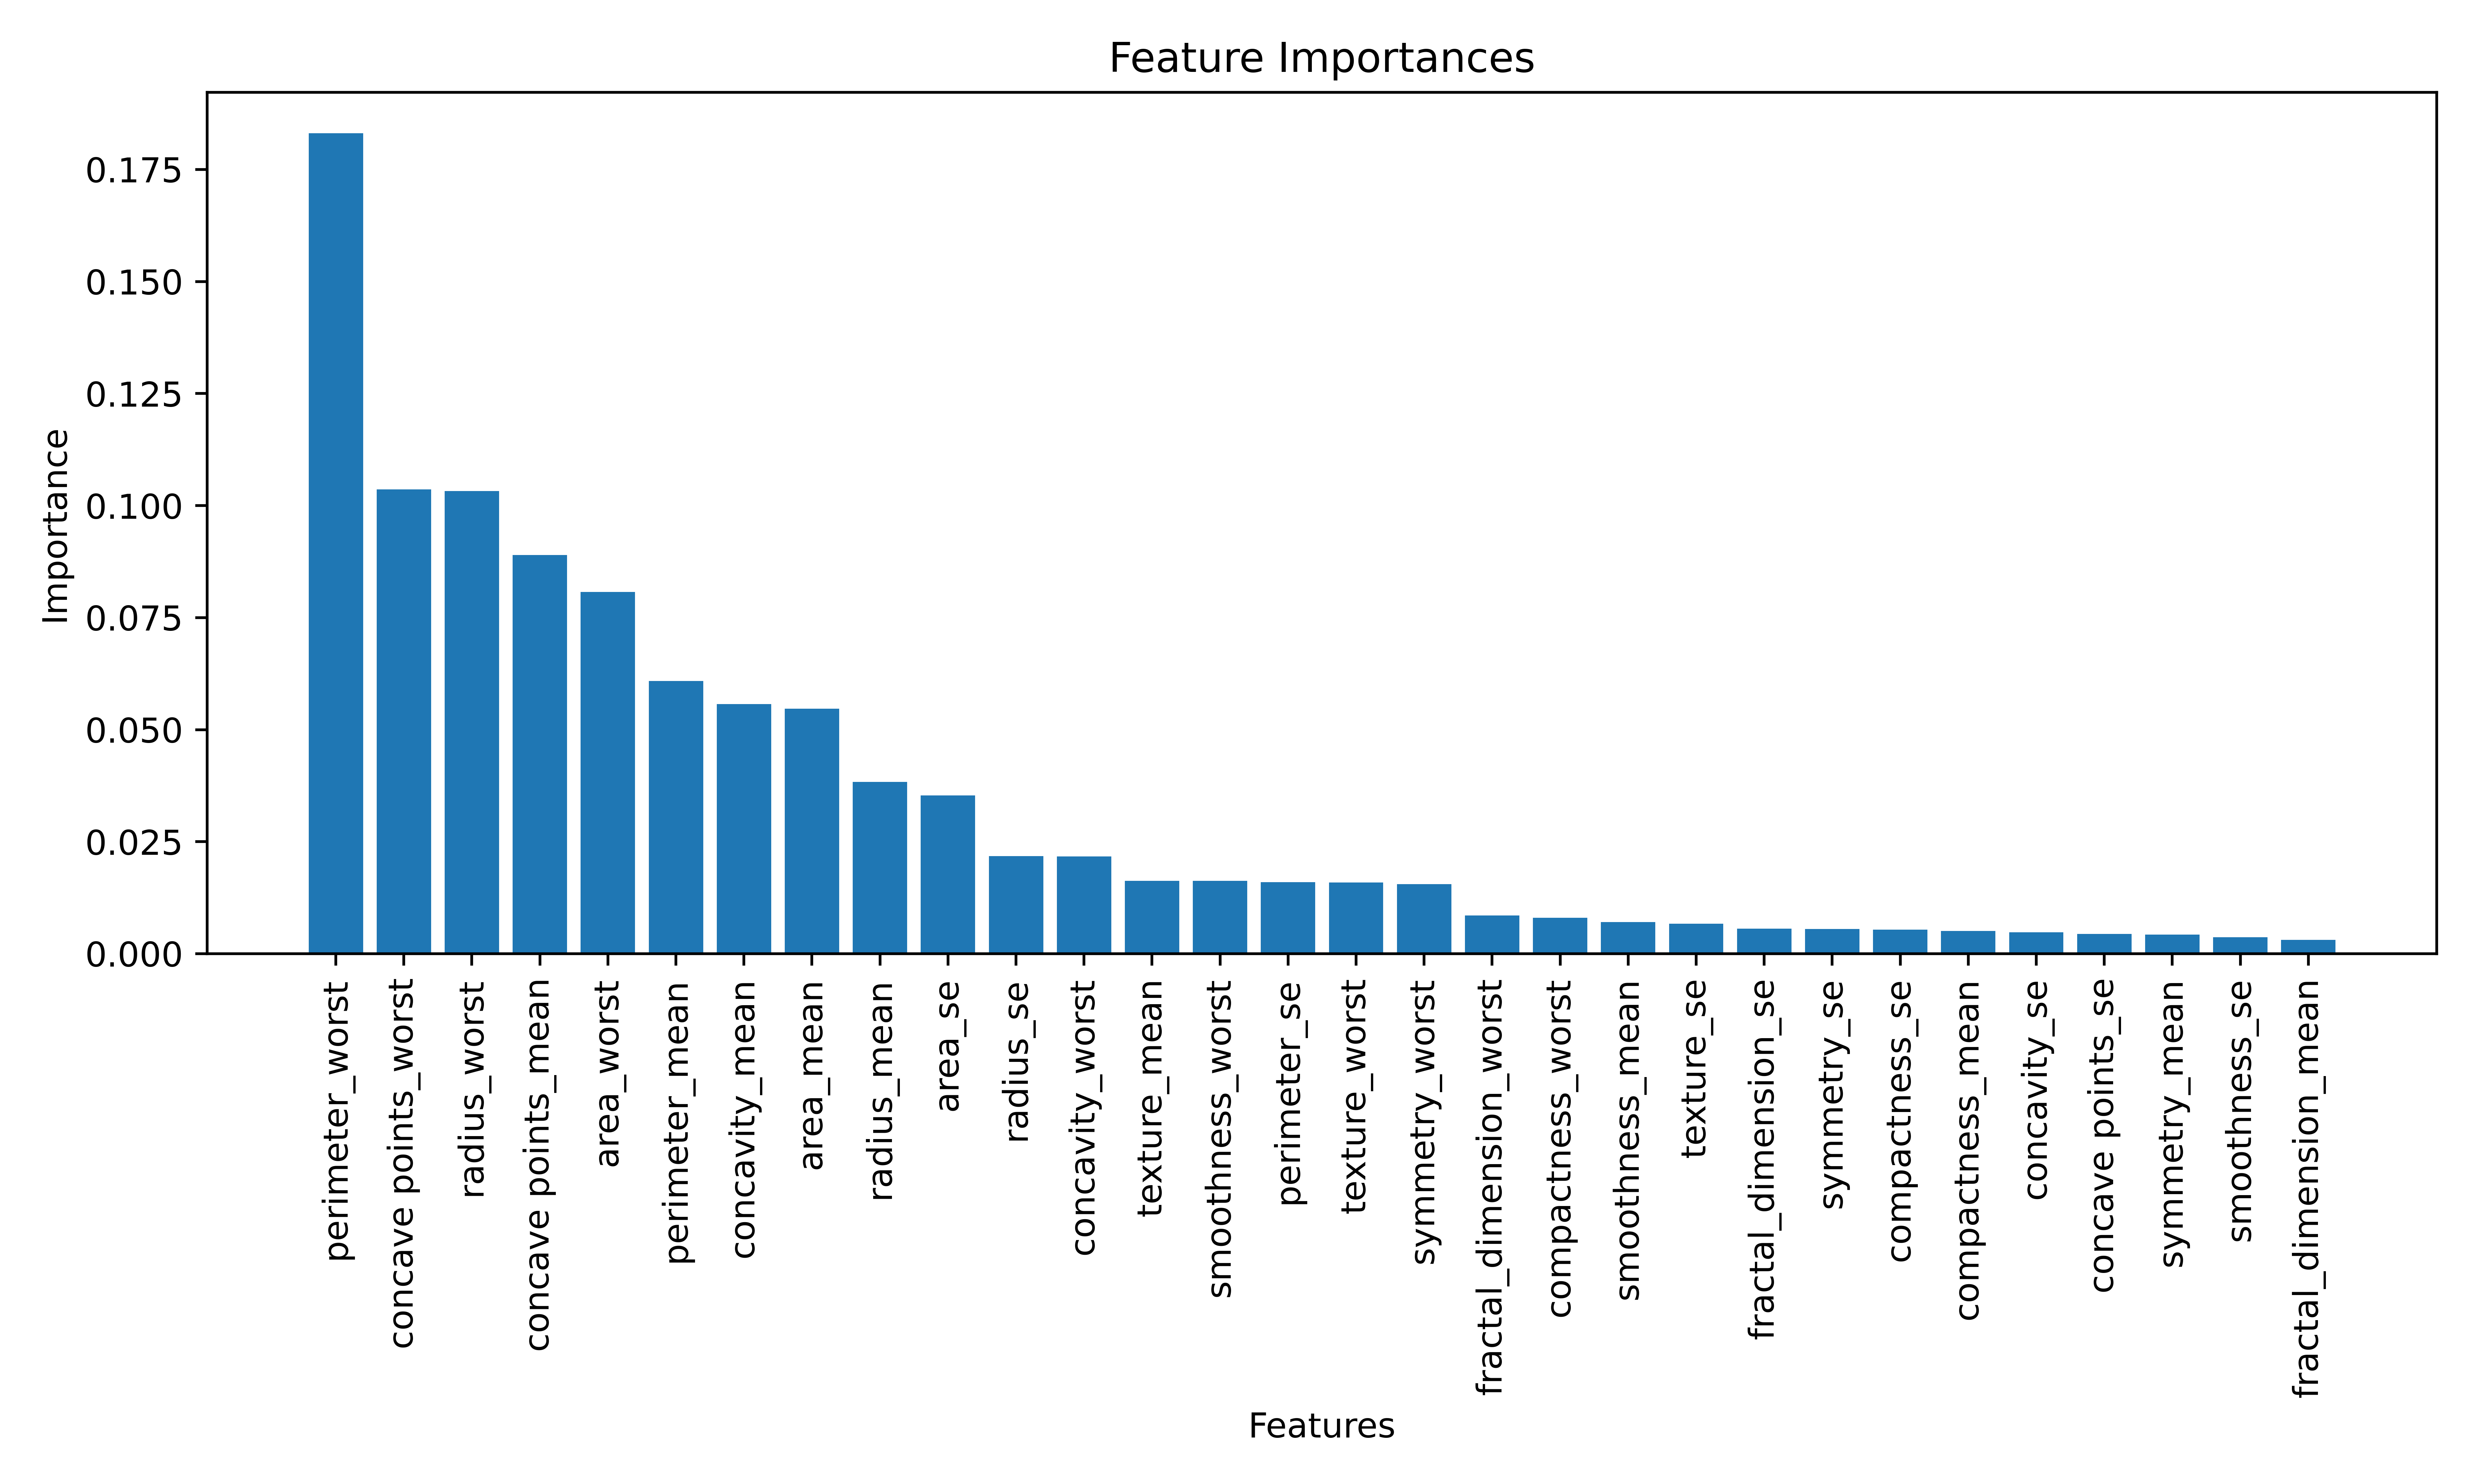 Feature Importances
Importance
0.175
0.150
0.125
0.100
0.075
0.050
0.025
0.000
perimeter_worst
concave points_worst
radius_worst
concave points_mean
area_worst
perimeter_mean
concavity_mean
area_mean
radius_mean
area_se
radius_se
concavity_worst
texture_mean
smoothness_worst
perimeter_se
texture_worst
symmetry_worst
fractal_dimension_worst
compactness_worst
smoothness_mean
texture_se
fractal_dimension_se
symmetry_se
compactness_se
compactness_mean
concavity_se
concave points_se
symmetry_mean
smoothness_se
fractal_dimension_mean
Features